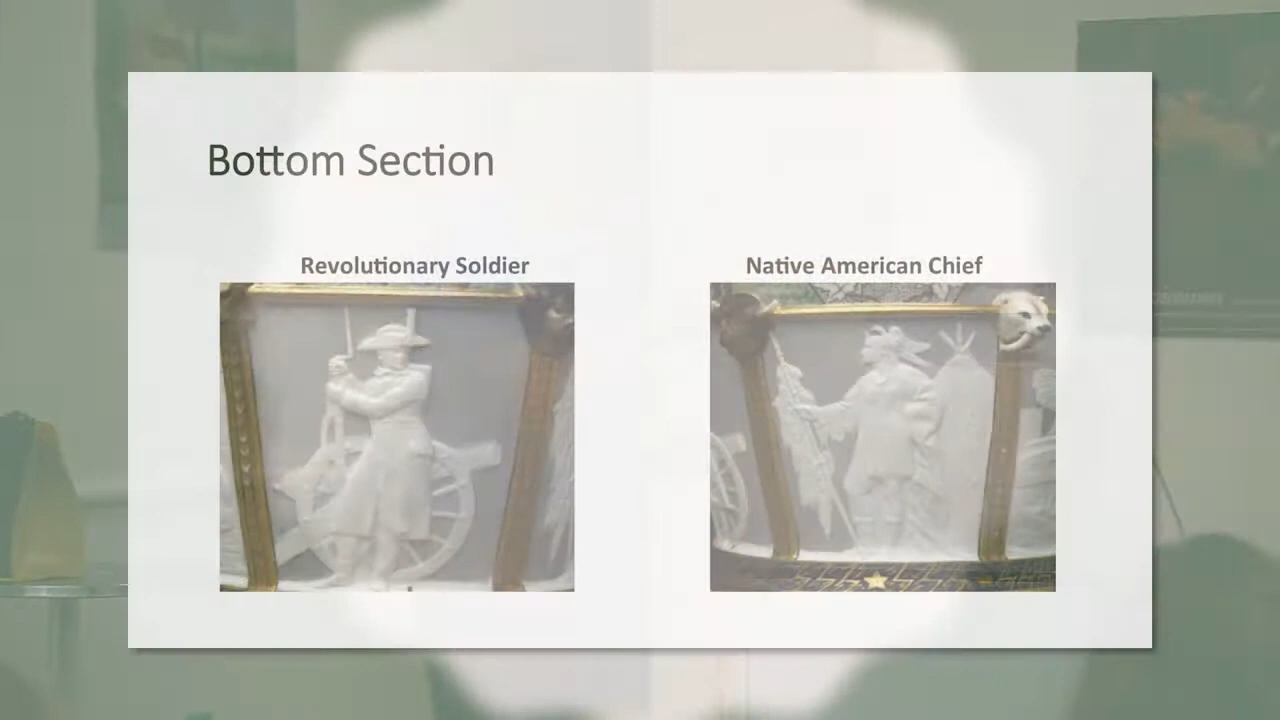 Bottom Section
Revolutionary Soldier
Native American Chief